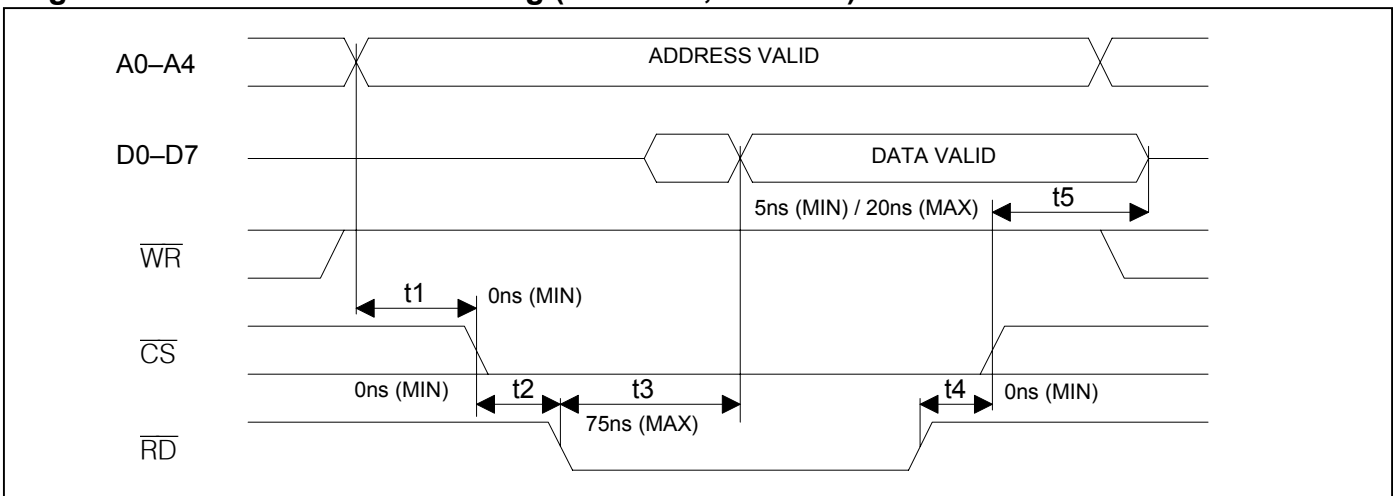 A0–A4
ADDRESS VALID
D0–D7
DATA VALID
5ns (MIN) / 20ns (MAX)
t5
WR
t1
0ns (MIN)
CS
0ns (MIN)
t2
t3
t4
0ns (MIN)
75ns (MAX)
RD